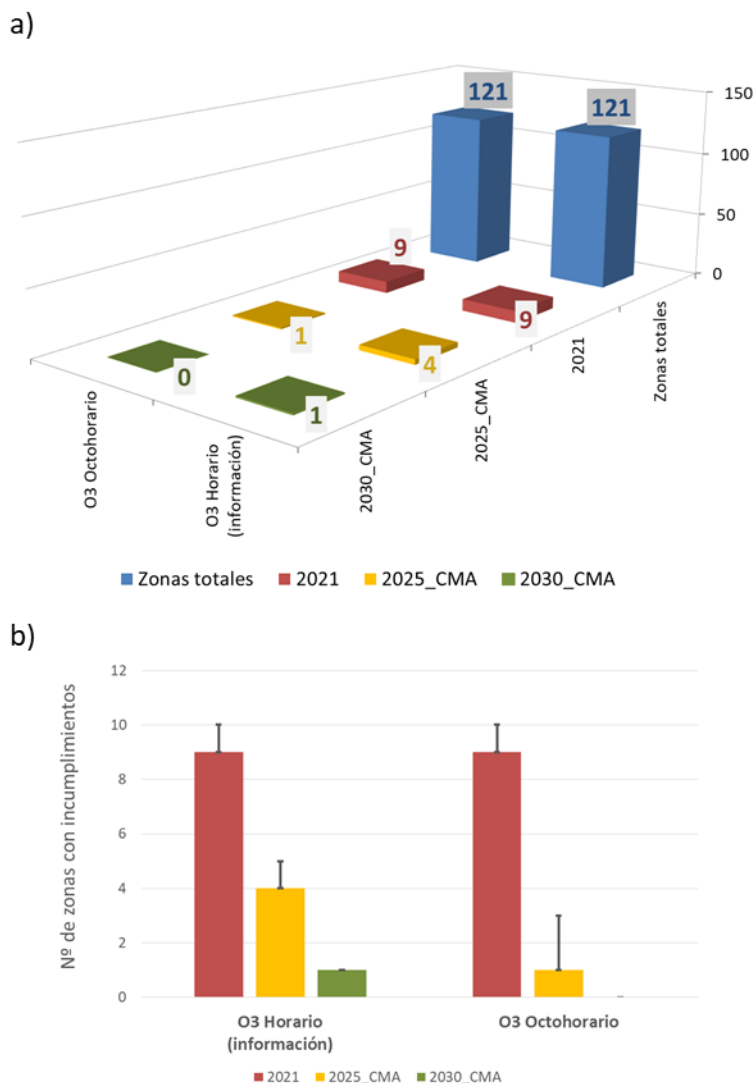 a)
150
121
121
100
9
50
1
9
0
0
4
1
Zonas totales
2021
2025_CMA
2030_CMA
O3 Octohorario
O3 Horario
(información)
Zonas totales 2021 2025_CMA 2030_CMA
b)
Nº de zonas con incumplimientos
12
10
8
6
4
2
0
O3 Horario
(información)
O3 Octohorario
2021 2025_CMA 2030_CMA